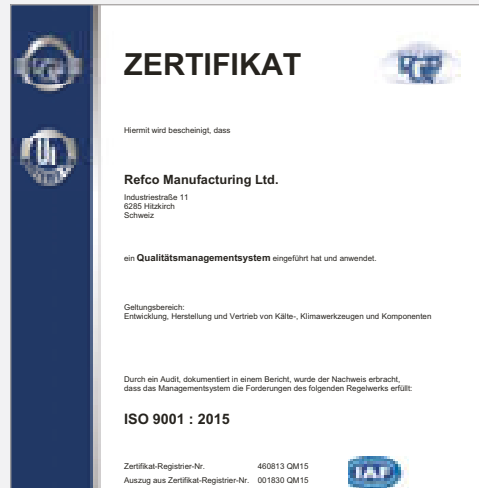 ZERTIFIKAT
Hiermit wird bescheinigt, dass
Refco Manufacturing Ltd.
Industriestraße 11
6285 Hitzkirch
Schweiz
ein Qualitätsmanagementsystem eingeführt hat und anwendet.
Geltungsbereich:
Entwicklung, Herstellung und Vertrieb von Kälte-, Klimawerkzeugen und Komponenten
Durch ein Audit, dokumentiert in einem Bericht, wurde der Nachweis erbracht,
dass das Managementsystem die Forderungen des folgenden Regelwerks erfüllt:
ISO 9001 : 2015
Zertifikat-Registrier-Nr. 460813 QM15
Auszug aus Zertifikat-Registrier-Nr. 001830 QM15
IAF